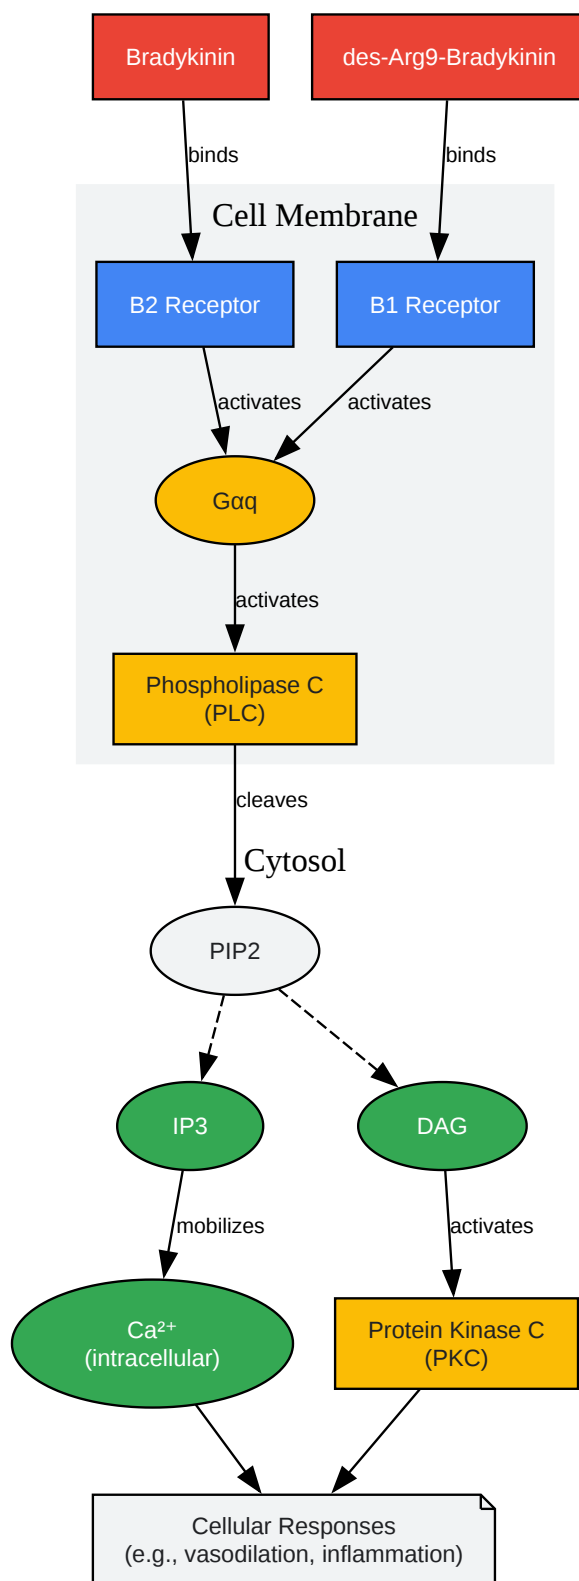 Bradykinin
des-Arg9-Bradykinin
binds
binds
Cell Membrane
B2 Receptor
B1 Receptor
activates
activates
Gαq
activates
Phospholipase C
(PLC)
cleaves
Cytosol
PIP2
IP3
DAG
mobilizes
activates
Ca²⁺
(intracellular)
Protein Kinase C
(PKC)
Cellular Responses
(e.g., vasodilation, inflammation)